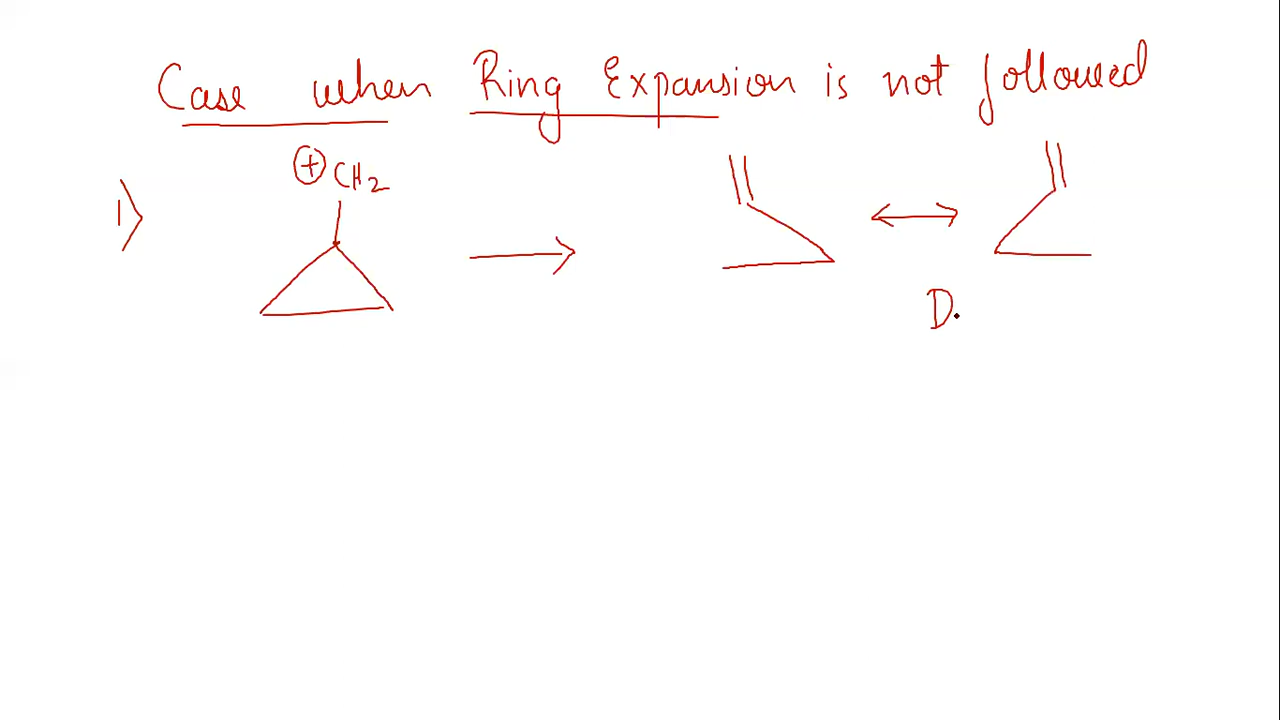 Case when Ring Expansion is not followed
⊕ CH2
1)
D.